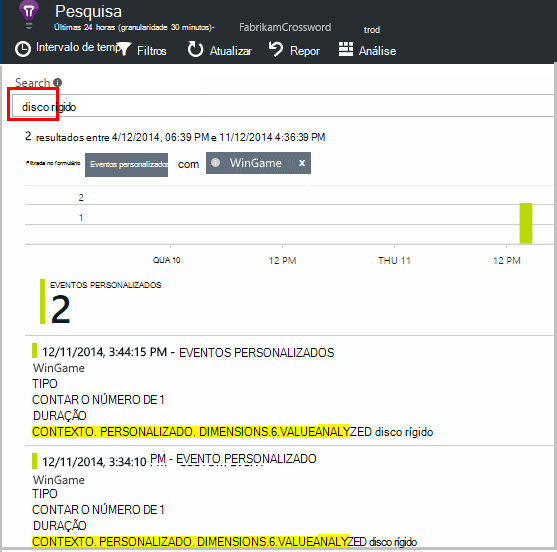 Pesquisa
Últimas 24 horas (granularidade 30 minutos)- FabrikamCrossword trod
Intervalo de temp Filtros Atualizar Repor Análise
Search
disco rígido
2 resultados entre 4/12/2014, 06:39 PM e 11/12/2014 4:36:39 PM
Filtrada no formulário Eventos personalizados com WinGame x
2
1
QUA 10 12 PM THU 11 12 PM
EVENTOS PERSONALIZADOS
2
12/11/2014, 3:44:15 PM - EVENTOS PERSONALIZADOS
WinGame
TIPO
CONTAR O NÚMERO DE 1
DURAÇÃO
CONTEXTO. PERSONALIZADO. DIMENSIONS.6.VALUEANALYZED disco rígido
12/11/2014, 3:34:10 PM - EVENTO PERSONALIZADO
WinGame
TIPO
CONTAR O NÚMERO DE 1
DURAÇÃO
CONTEXTO. PERSONALIZADO. DIMENSIONS.6.VALUEANALYZED disco rígido